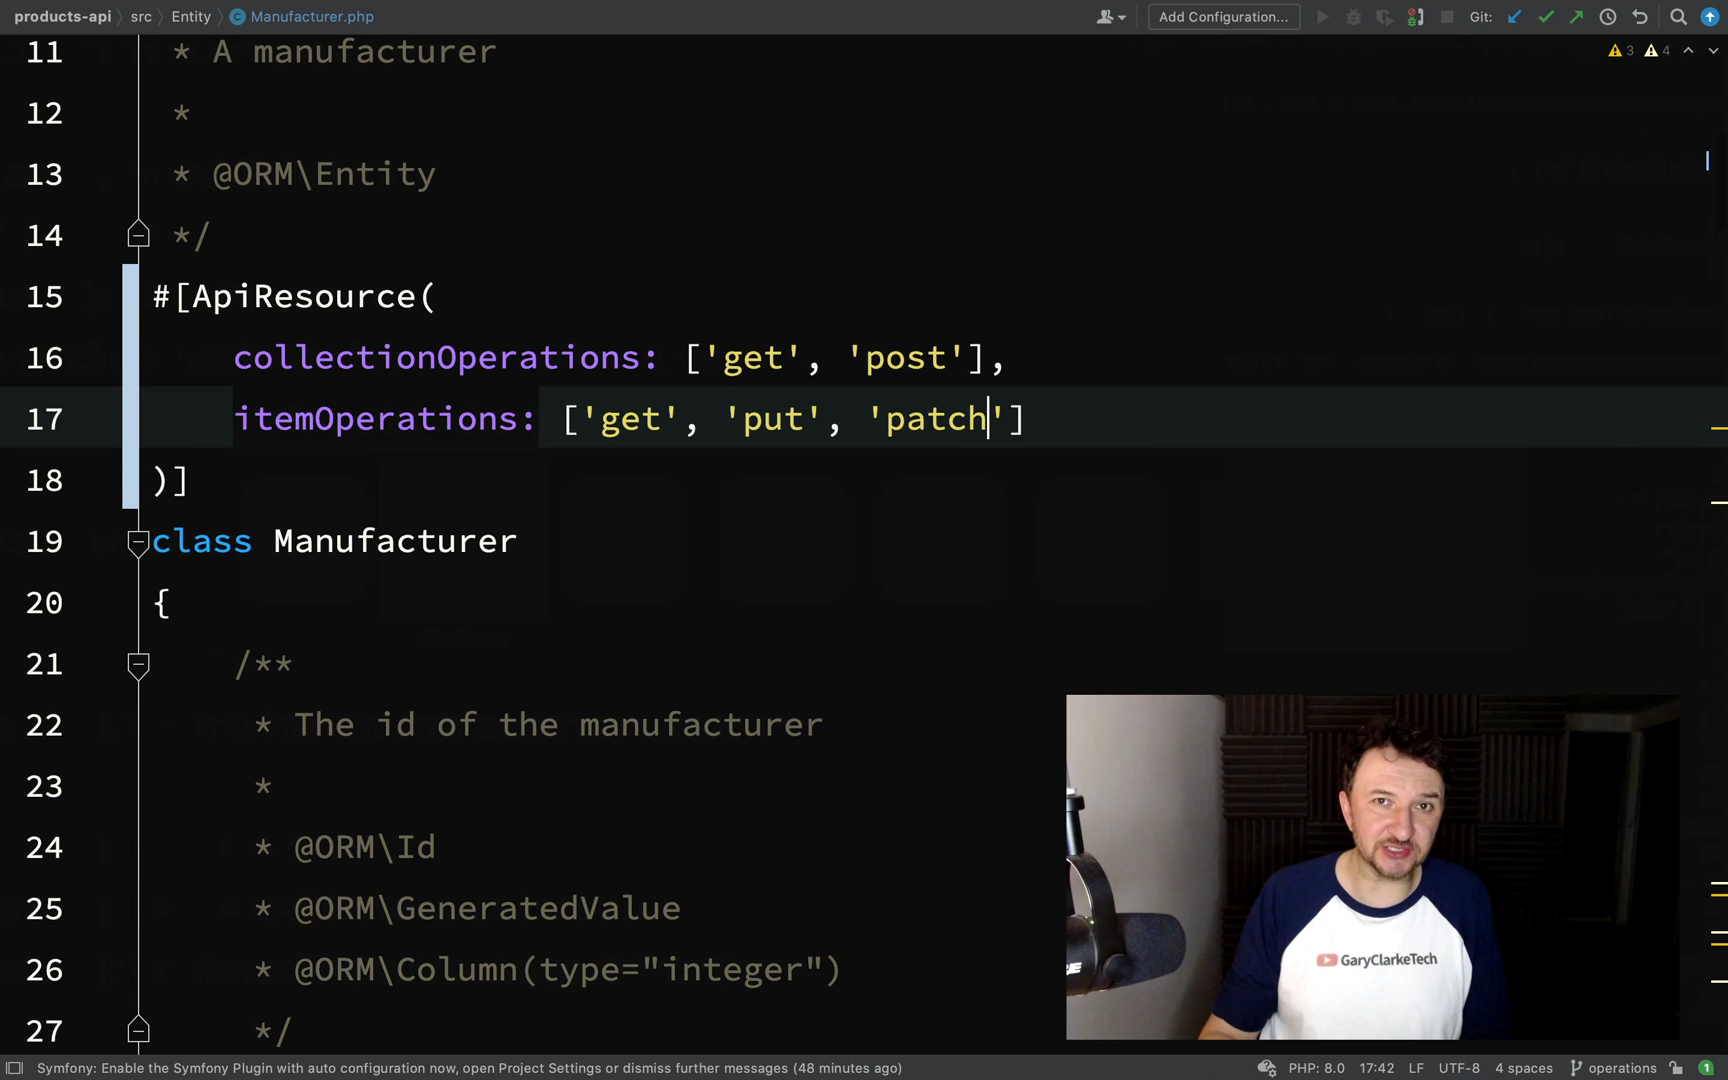 products-api src Entity Manufacturer.php Add Configuration... Git:
3 4
11 * A manufacturer
12 *
13 * @ORM\Entity
14 */
15 #[ApiResource(
16 collectionOperations: ['get', 'post'],
17 itemOperations: ['get', 'put', 'patch']
18 )]
19 class Manufacturer
20 {
21 /**
22 * The id of the manufacturer
23 *
24 * @ORM\Id
25 * @ORM\GeneratedValue
26 * @ORM\Column(type="integer")
27 */
GaryClarkeTech
Symfony: Enable the Symfony Plugin with auto configuration now, open Project Settings or dismiss further messages (48 minutes ago) PHP: 8.0 17:42 LF UTF-8 4 spaces operations 1